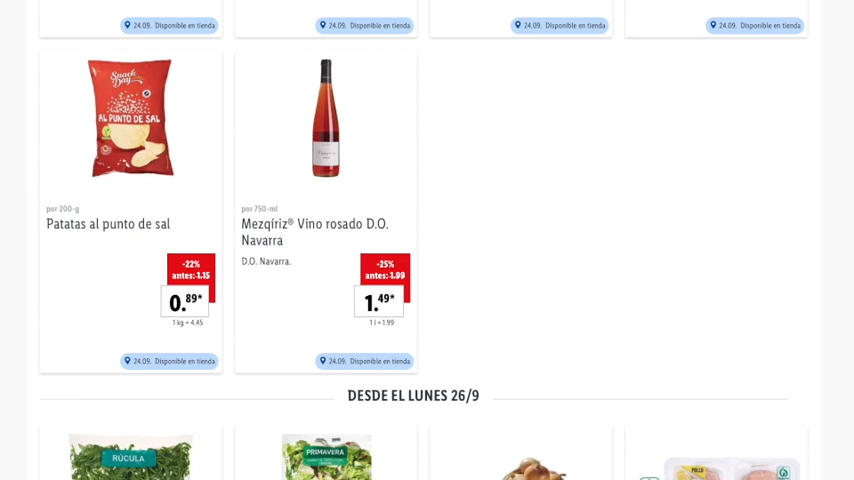 24.09. Disponible en tienda
24.09. Disponible en tienda
24.09. Disponible en tienda
24.09. Disponible en tienda
Snack Day
AL PUNTO DE SAL
por 200-g
Patatas al punto de sal
-22%
antes: 1.15
0.89*
1 kg = 4.45
24.09. Disponible en tienda
por 750-ml
Mezqíriz® Vino rosado D.O.
Navarra
D.O. Navarra.
-25%
antes: 1.99
1.49*
1 l = 1.99
24.09. Disponible en tienda
DESDE EL LUNES 26/9
RÚCULA
PRIMAVERA
POLLO